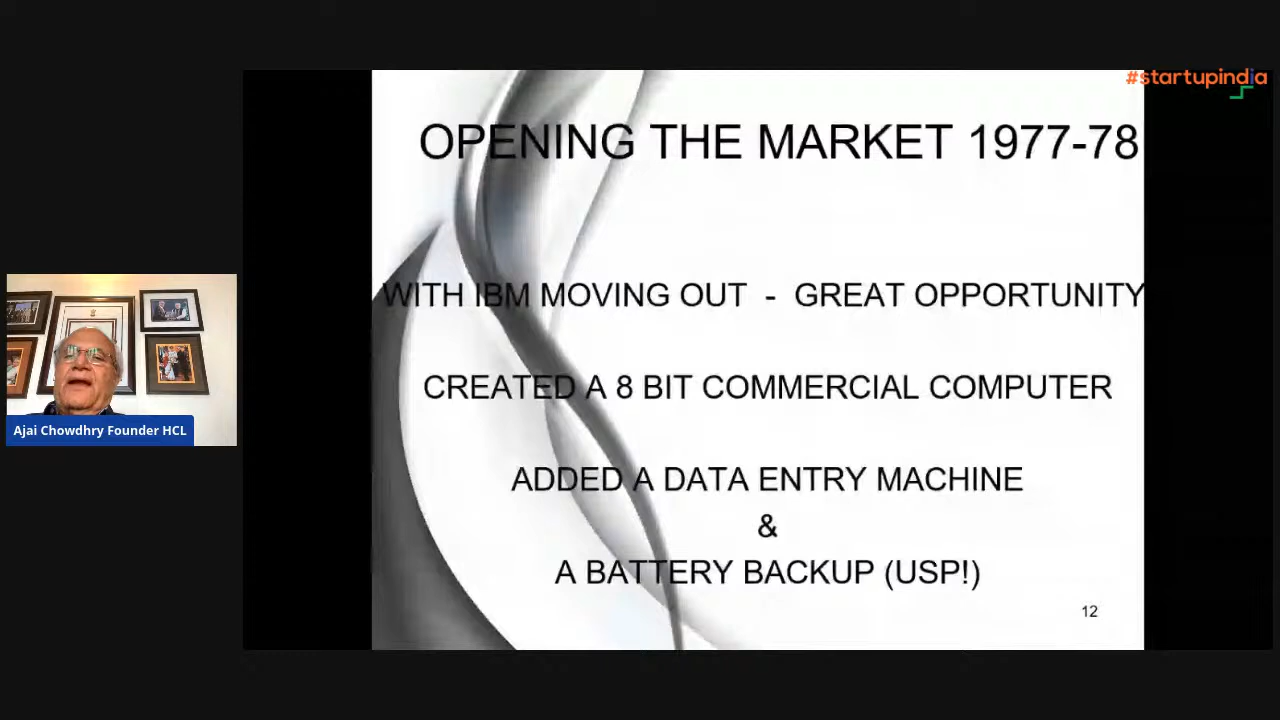 #startupindia
OPENING THE MARKET 1977-78
WITH IBM MOVING OUT - GREAT OPPORTUNITY
CREATED A 8 BIT COMMERCIAL COMPUTER
ADDED A DATA ENTRY MACHINE
&
A BATTERY BACKUP (USP!)
12
Ajai Chowdhry Founder HCL